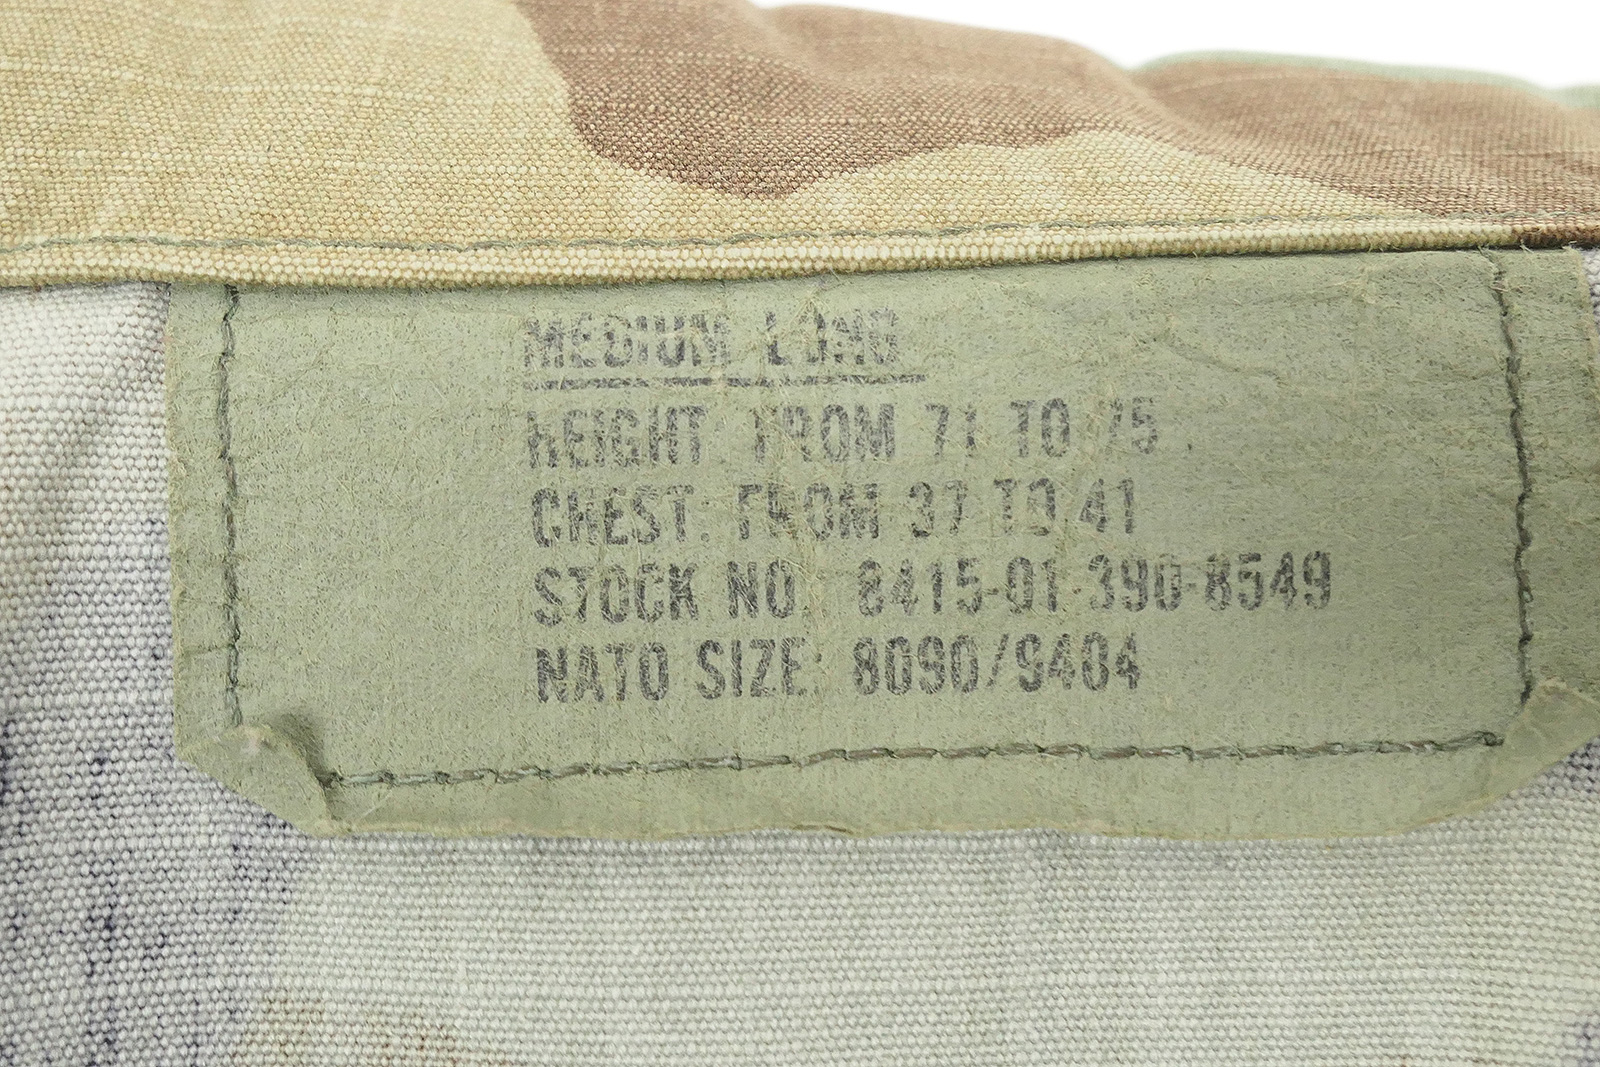 MEDIUM LONG
HEIGHT: FROM 71 TO 75
CHEST: FROM 37 TO 41
STOCK NO. 8415-01-390-8549
NATO SIZE: 8090/9404